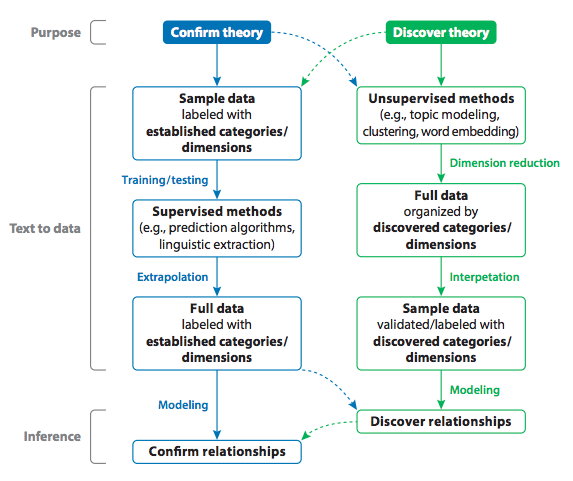 Purpose
Confirm theory
Discover theory
Text to data
Sample data
labeled with
established categories/
dimensions
Training/testing
Supervised methods
(e.g., prediction algorithms,
linguistic extraction)
Extrapolation
Full data
labeled with
established categories/
dimensions
Modeling
Unsupervised methods
(e.g., topic modeling,
clustering, word embedding)
Dimension reduction
Full data
organized by
discovered categories/
dimensions
Intepretation
Sample data
validated/labeled with
discovered categories/
dimensions
Modeling
Inference
Discover relationships
Confirm relationships